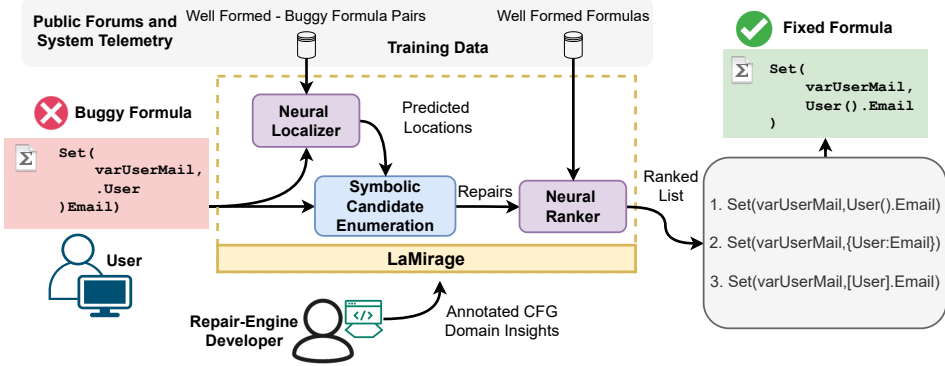 Public Forums and
System Telemetry
Well Formed - Buggy Formula Pairs
Well Formed Formulas
Training Data
Fixed Formula
Σ
Set(
varUserMail,
User().Email
)
Buggy Formula
Σ
Set(
varUserMail,
.User
)Email)
User
Neural
Localizer
Predicted
Locations
Symbolic
Candidate
Enumeration
Repairs
Neural
Ranker
Ranked
List
LaMirage
1. Set(varUserMail,User().Email)
2. Set(varUserMail,{User:Email})
3. Set(varUserMail,[User].Email)
Repair-Engine
Developer
</>
Annotated CFG
Domain Insights